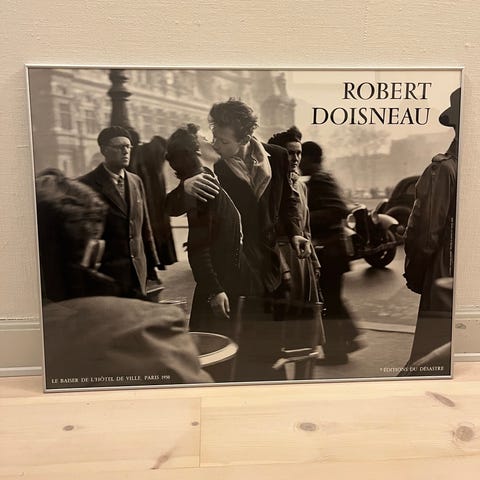 ROBERT
DOISNEAU
LE BAISER DE L'HÔTEL DE VILLE, PARIS 1950
© ÉDITIONS DU DÉSASTRE